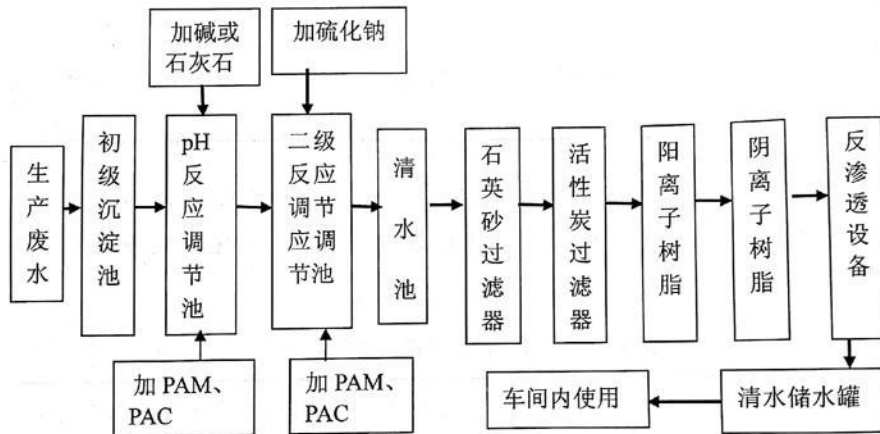 加碱或
石灰石
加硫化钠
生产废水
初级沉淀池
pH
反应调节池
二级
反应
调节
应调
节池
清水池
石英砂过滤器
活性炭过滤器
阳离子树脂
阴离子树脂
反渗透设备
加 PAM、
PAC
加 PAM、
PAC
车间内使用
清水储水罐